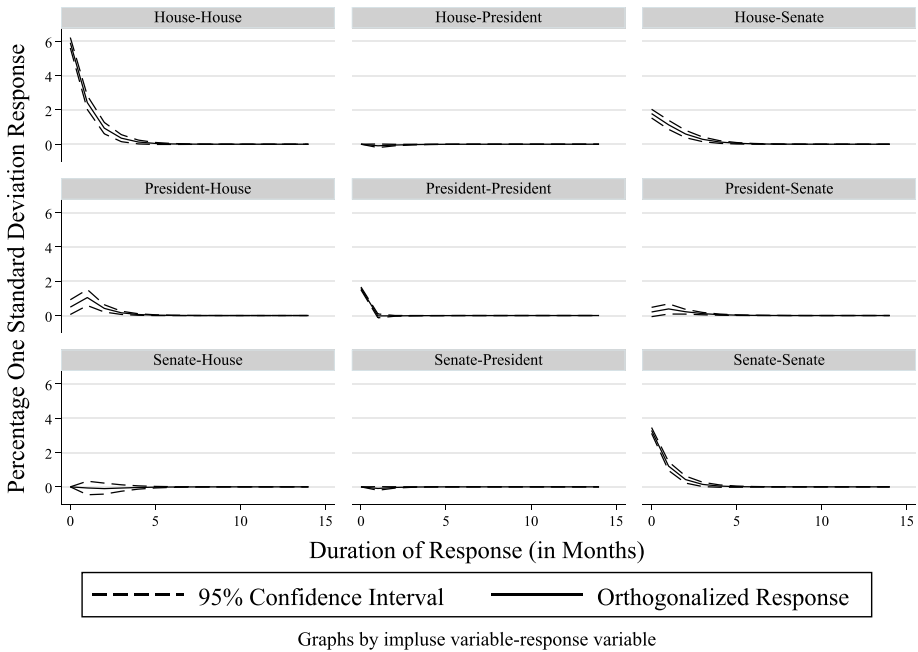 House-House House-President House-Senate
6
4
2
0
President-House President-President President-Senate
6
4
2
0
Senate-House Senate-President Senate-Senate
6
4
2
0
0 5 10 15 0 5 10 15 0 5 10 15
Percentage One Standard Deviation Response
Duration of Response (in Months)
95% Confidence Interval Orthogonalized Response
Graphs by impluse variable-response variable